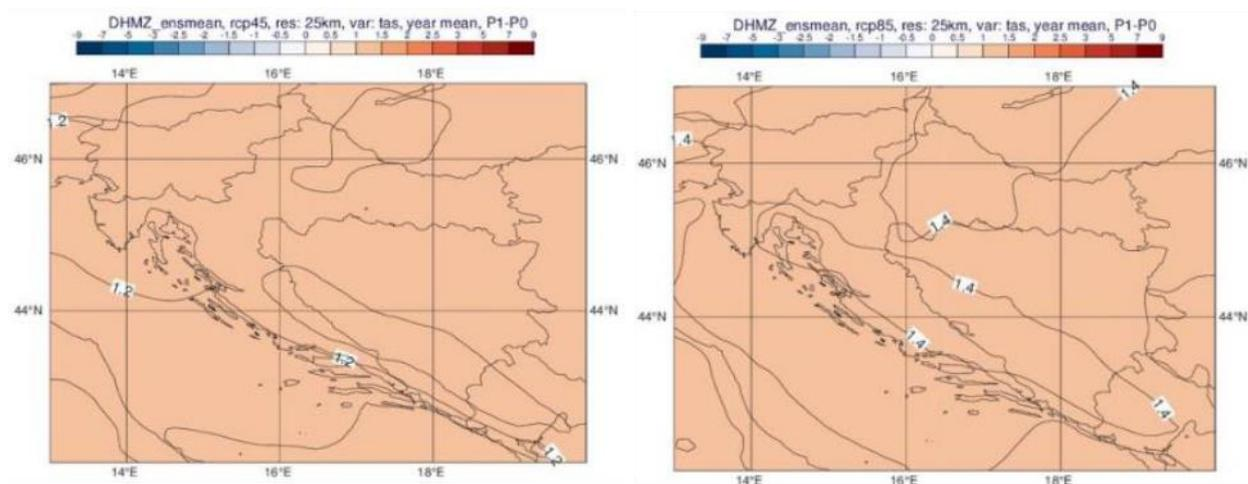 DHMZ_ensmean, rcp45, res: 25km, var: tas, year mean, P1-P0
-9 -7 -5 -3 -2.5 -2 -1.5 -1 -0.5 0 0.5 1 1.5 2 2.5 3 5 7 9
14°E 16°E 18°E
1.2
46°N 46°N
1.2
44°N 44°N
1.2
1.2
14°E 16°E 18°E
DHMZ_ensmean, rcp85, res: 25km, var: tas, year mean, P1-P0
-9 -7 -5 -3 -2.5 -2 -1.5 -1 -0.5 0 0.5 1 1.5 2 2.5 3 5 7 9
14°E 16°E 18°E
1.4
1.4
46°N 46°N
1.4
1.4
44°N 44°N
1.4
1.4
14°E 16°E 18°E